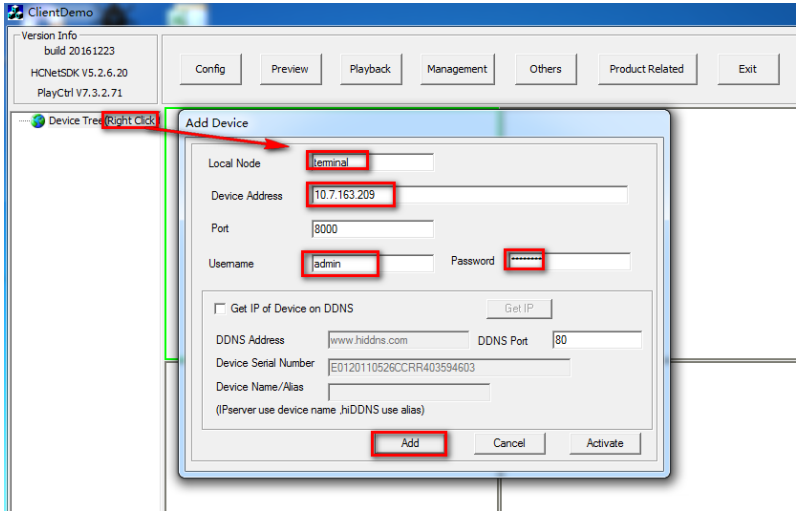 ClientDemo
Version Info
build 20161223
HCNetSDK V5.2.6.20
PlayCtrl V7.3.2.71
Config Preview Playback Management Others Product Related Exit
Device Tree(Right Click)
Add Device
Local Node terminal
Device Address 10.7.163.209
Port 8000
Username admin Password ********
Get IP of Device on DDNS Get IP
DDNS Address www.hiddns.com DDNS Port 80
Device Serial Number E0120110526CCRR403594603
Device Name/Alias
(IPserver use device name ,hiDDNS use alias)
Add Cancel Activate